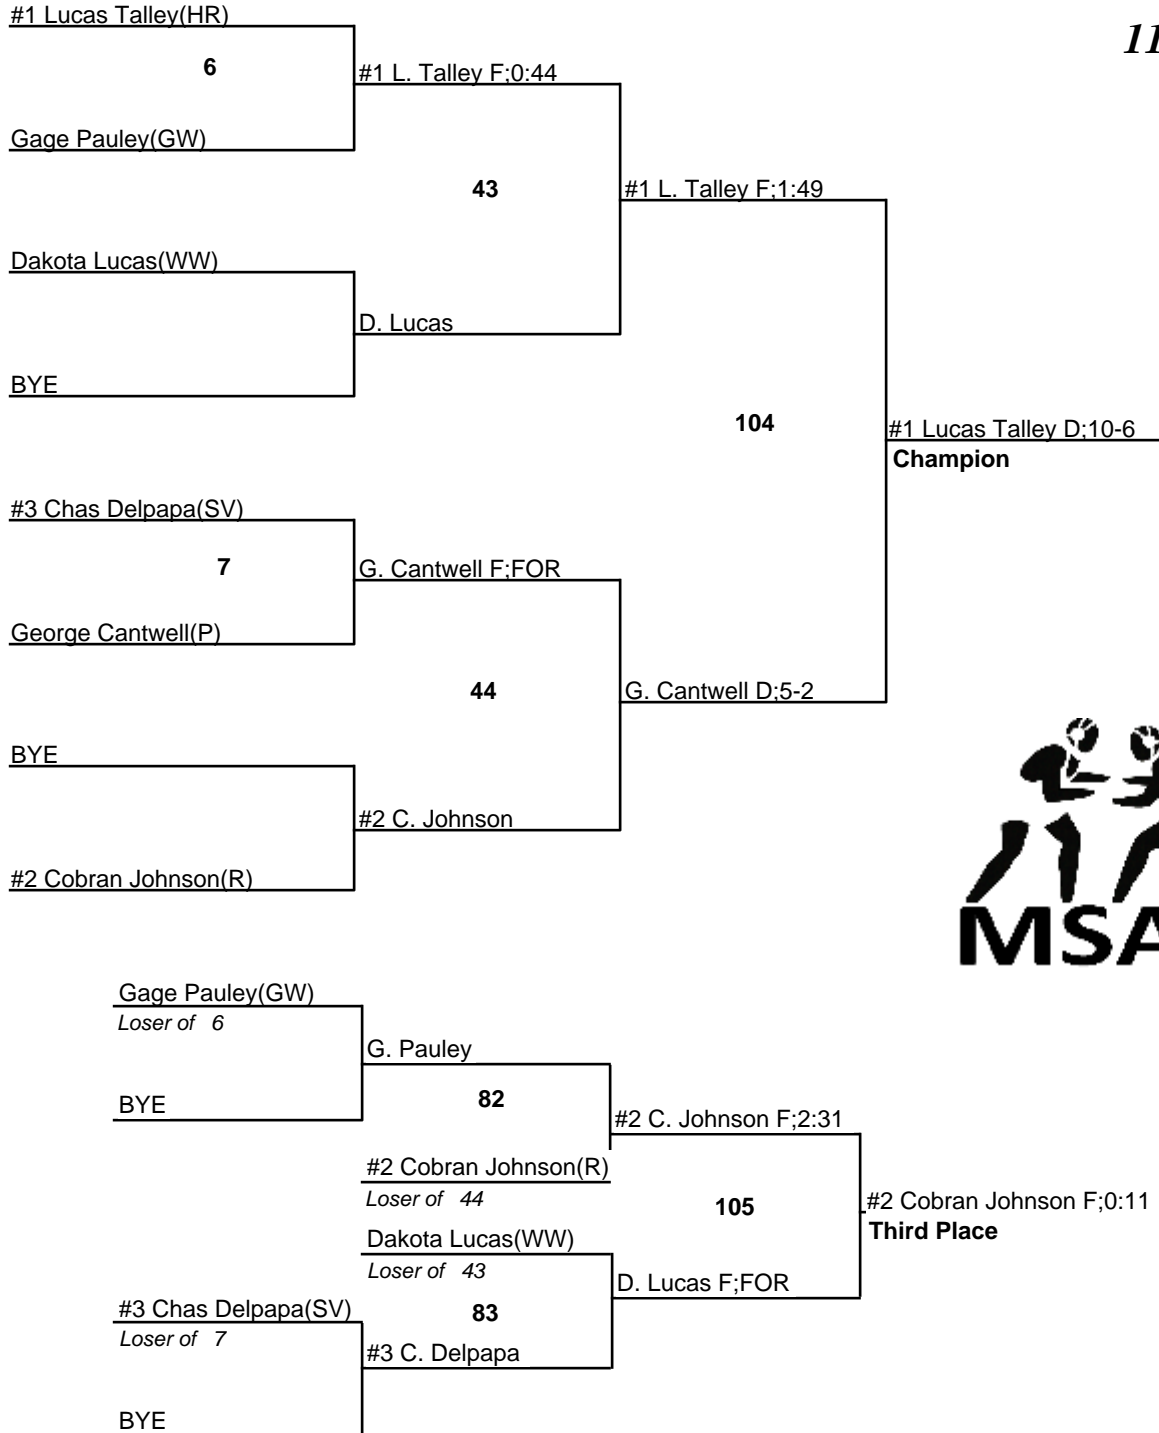 #1 Lucas Talley(HR)
11
6
#1 L. Talley F;0:44
Gage Pauley(GW)
43
#1 L. Talley F;1:49
Dakota Lucas(WW)
D. Lucas
BYE
104
#1 Lucas Talley D;10-6
Champion
#3 Chas Delpapa(SV)
7
G. Cantwell F;FOR
George Cantwell(P)
44
G. Cantwell D;5-2
BYE
#2 C. Johnson
#2 Cobran Johnson(R)
MSA
Gage Pauley(GW)
Loser of 6
G. Pauley
BYE
82
#2 C. Johnson F;2:31
#2 Cobran Johnson(R)
Loser of 44
105
#2 Cobran Johnson F;0:11
Third Place
Dakota Lucas(WW)
Loser of 43
D. Lucas F;FOR
#3 Chas Delpapa(SV)
83
Loser of 7
#3 C. Delpapa
BYE